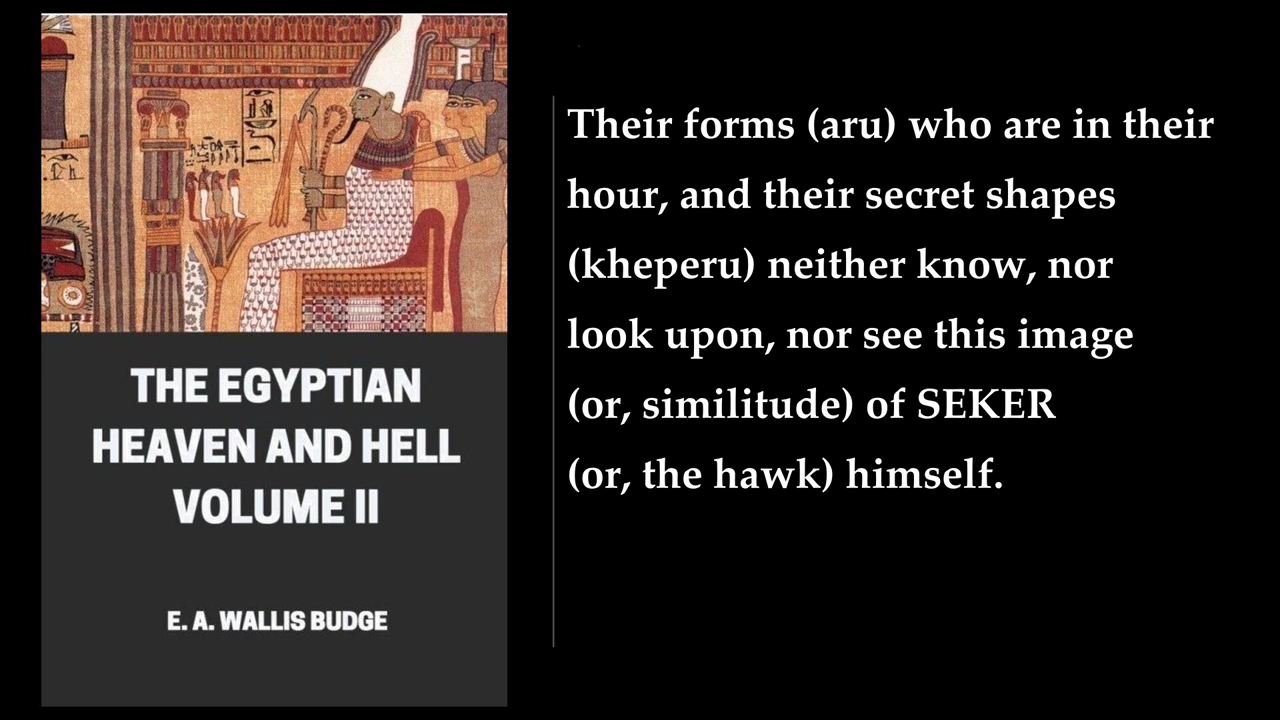 THE EGYPTIAN
HEAVEN AND HELL
VOLUME II
E. A. WALLIS BUDGE
Their forms (aru) who are in their
hour, and their secret shapes
(kheperu) neither know, nor
look upon, nor see this image
(or, similitude) of SEKER
(or, the hawk) himself.